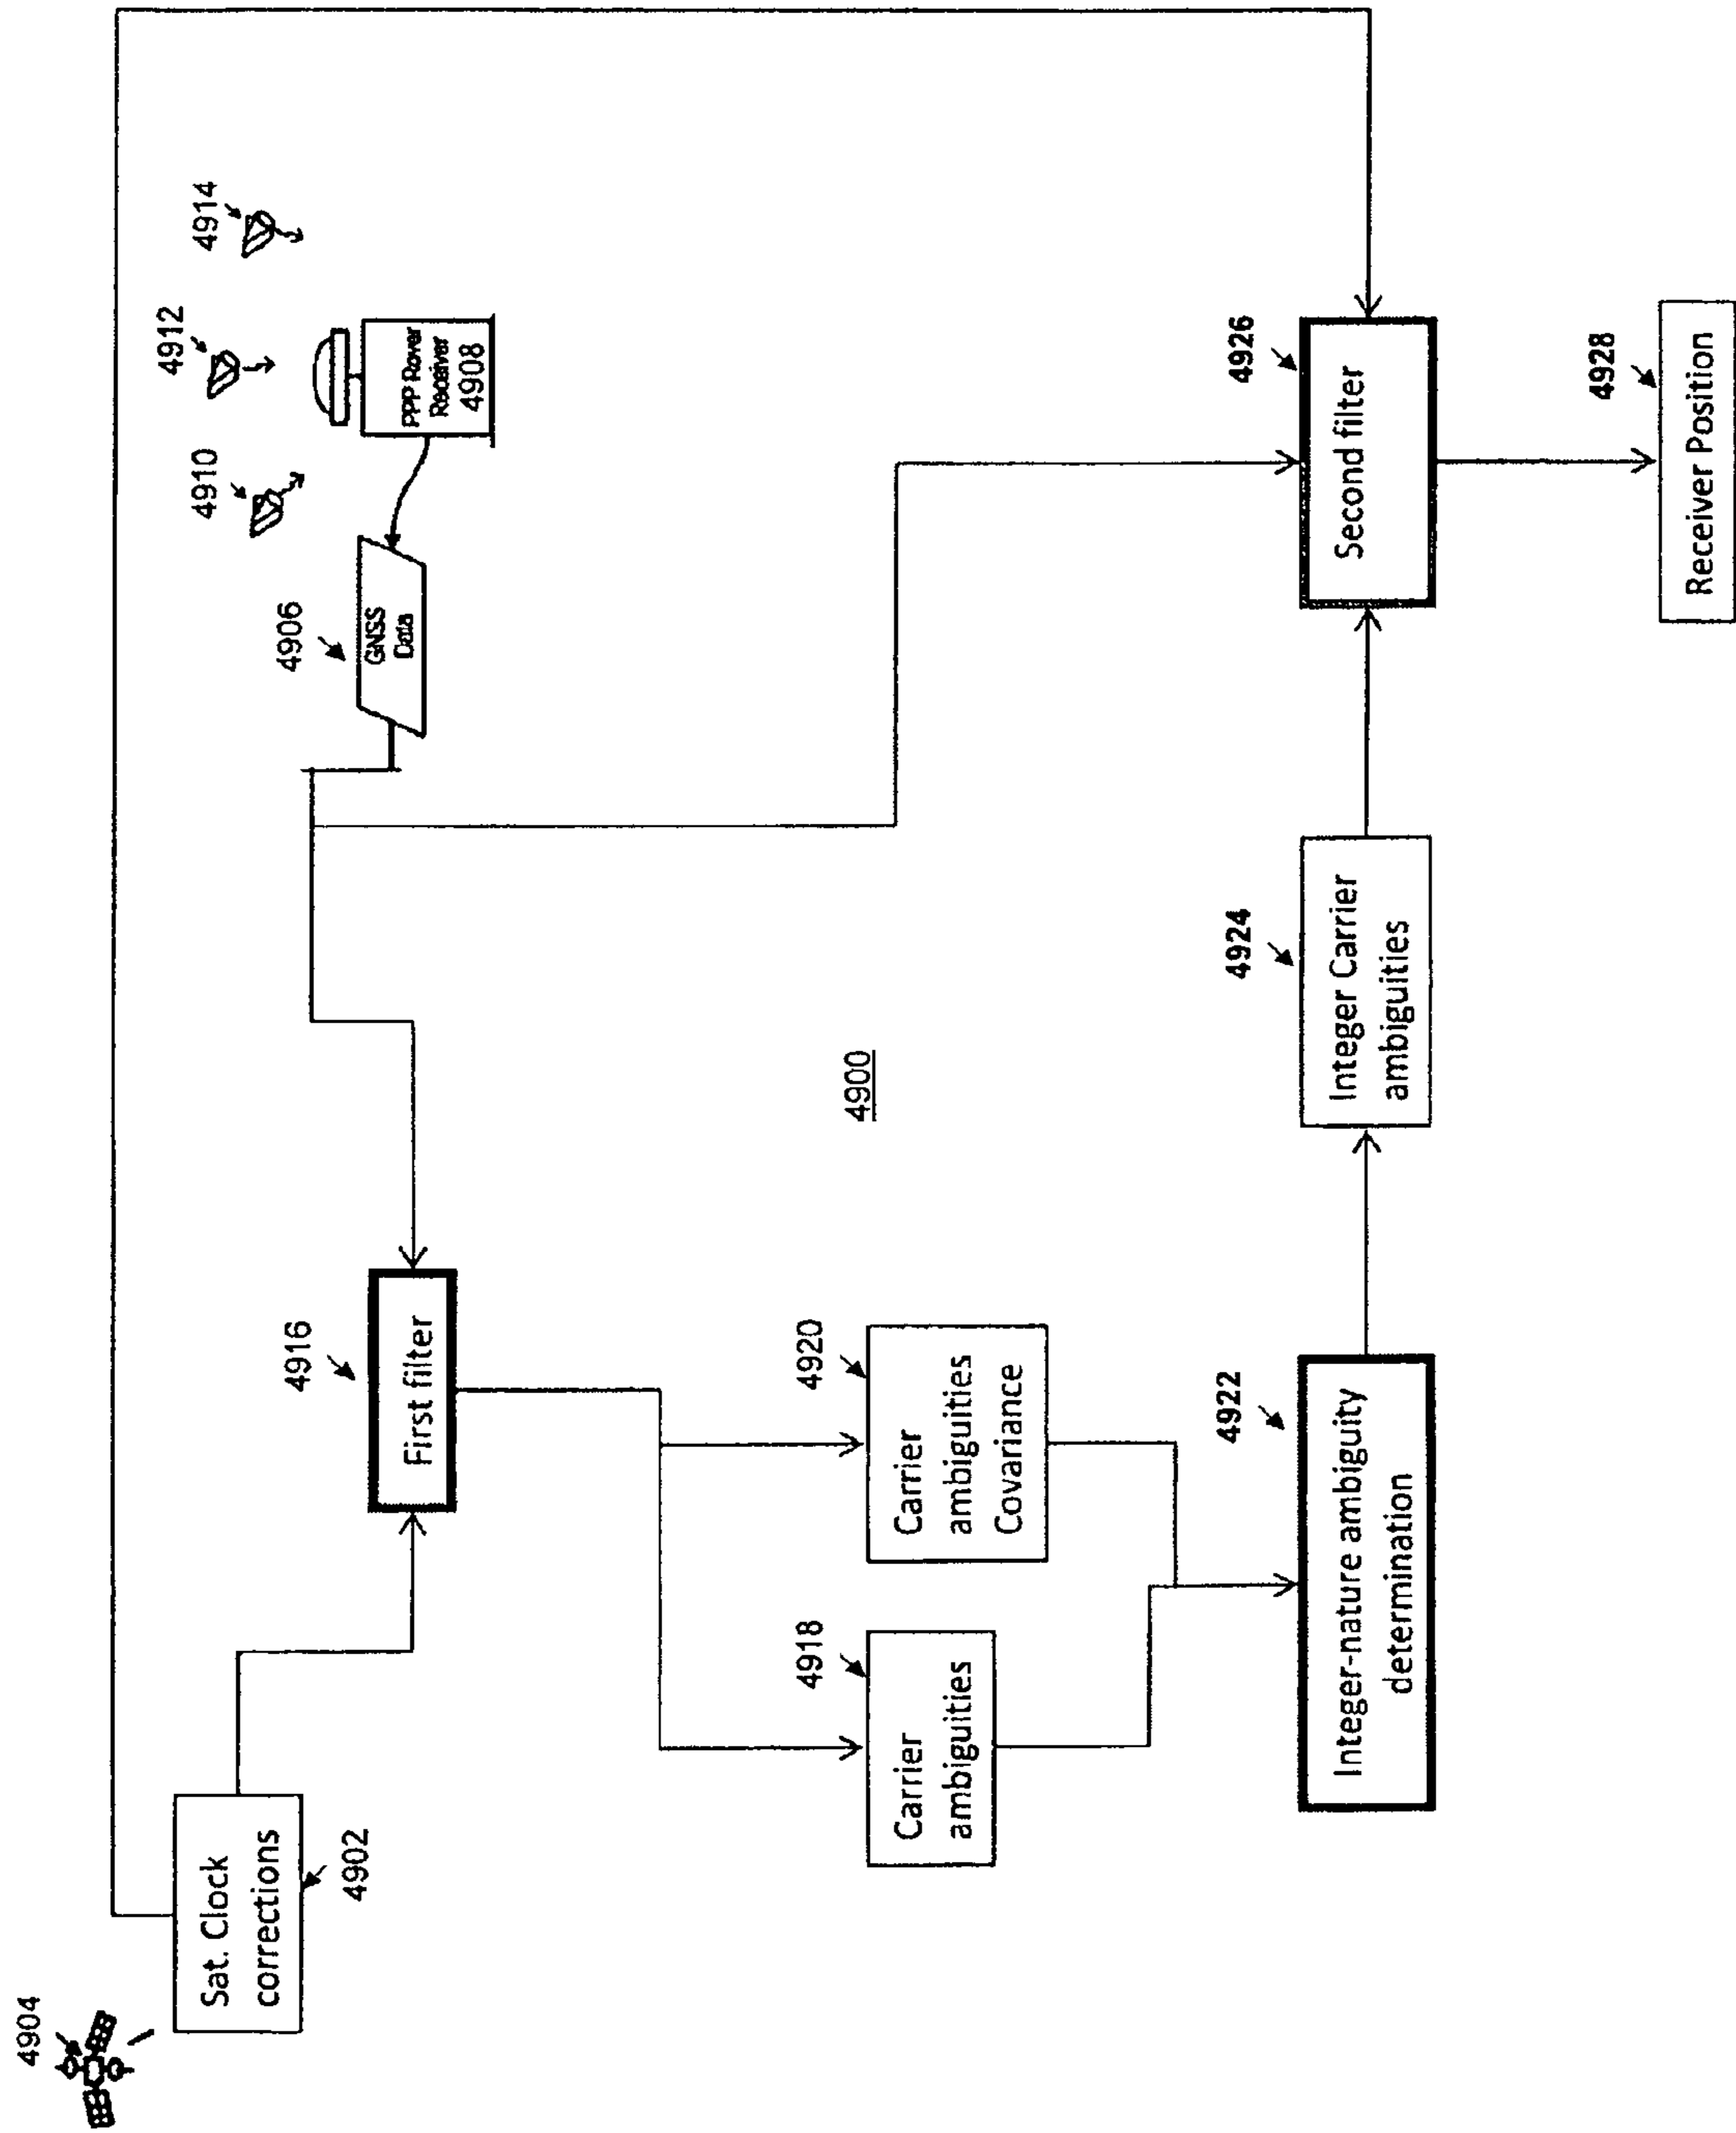 4904
Sat. Clock
corrections
4902
4910
4912
4914
4906
GNSS
Data
PPP Rover
Receiver
4908
4916
First filter
4918
Carrier
ambiguities
4920
Carrier
ambiguities
Covariance
4900
4922
Integer-nature ambiguity
determination
4924
Integer Carrier
ambiguities
4926
Second filter
4928
Receiver Position